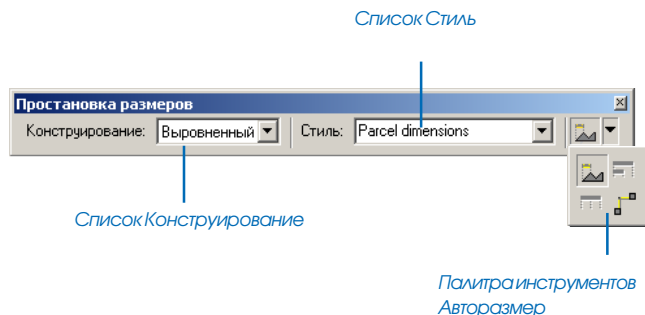 Список Стиль
Простановка размеров
Конструирование: Выровненный Стиль: Parcel dimensions
Список Конструирование
Палитра инструментов
Авторазмер